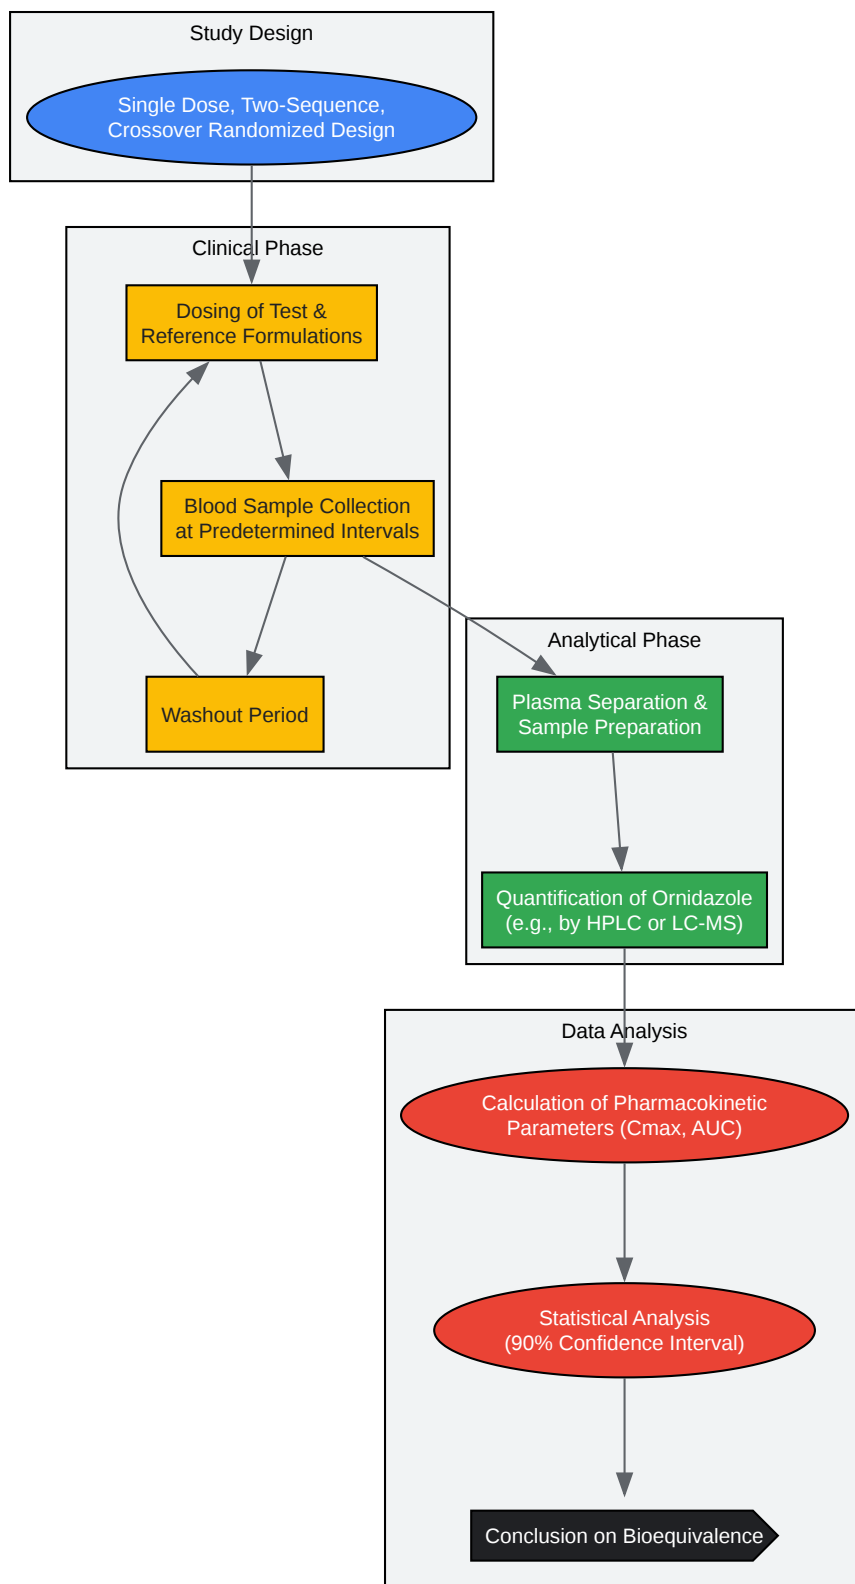 Study Design
Single Dose, Two-Sequence,
Crossover Randomized Design
Clinical Phase
Dosing of Test &
Reference Formulations
Blood Sample Collection
at Predetermined Intervals
Washout Period
Analytical Phase
Plasma Separation &
Sample Preparation
Quantification of Ornidazole
(e.g., by HPLC or LC-MS)
Data Analysis
Calculation of Pharmacokinetic
Parameters (Cmax, AUC)
Statistical Analysis
(90% Confidence Interval)
Conclusion on Bioequivalence